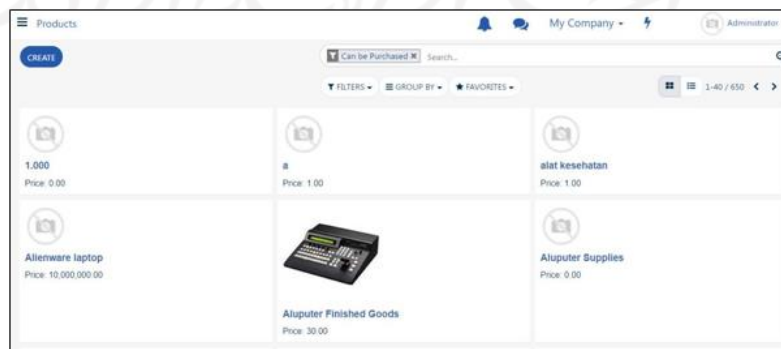 Products My Company Administrator
CREATE Can be Purchased Search...
FILTERS GROUP BY FAVORITES 1-40 / 650
1.000 a alat kesehatan
Price: 0.00 Price: 1.00 Price: 1.00
Alienware laptop Aluputer Supplies
Price: 10,000,000.00 Price: 0.00
Aluputer Finished Goods
Price: 30.00